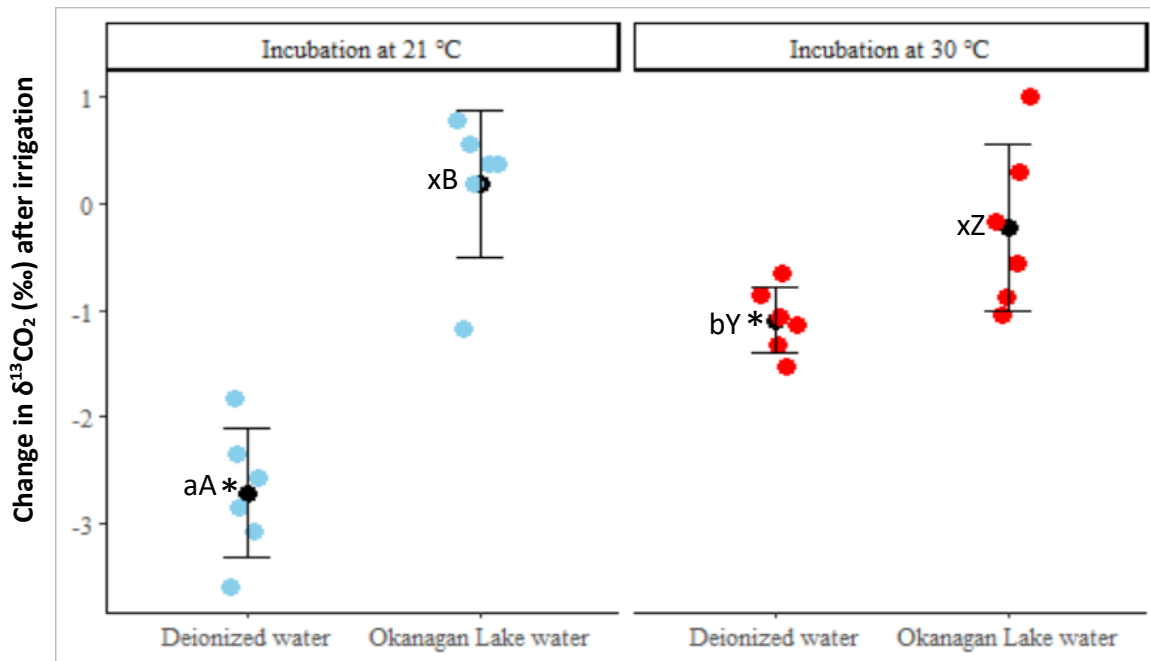 Change in δ¹³CO₂ (‰) after irrigation
Incubation at 21 °C
Incubation at 30 °C
1
0
-1
-2
-3
xB
aA *
bY *
xZ
Deionized water
Okanagan Lake water
Deionized water
Okanagan Lake water